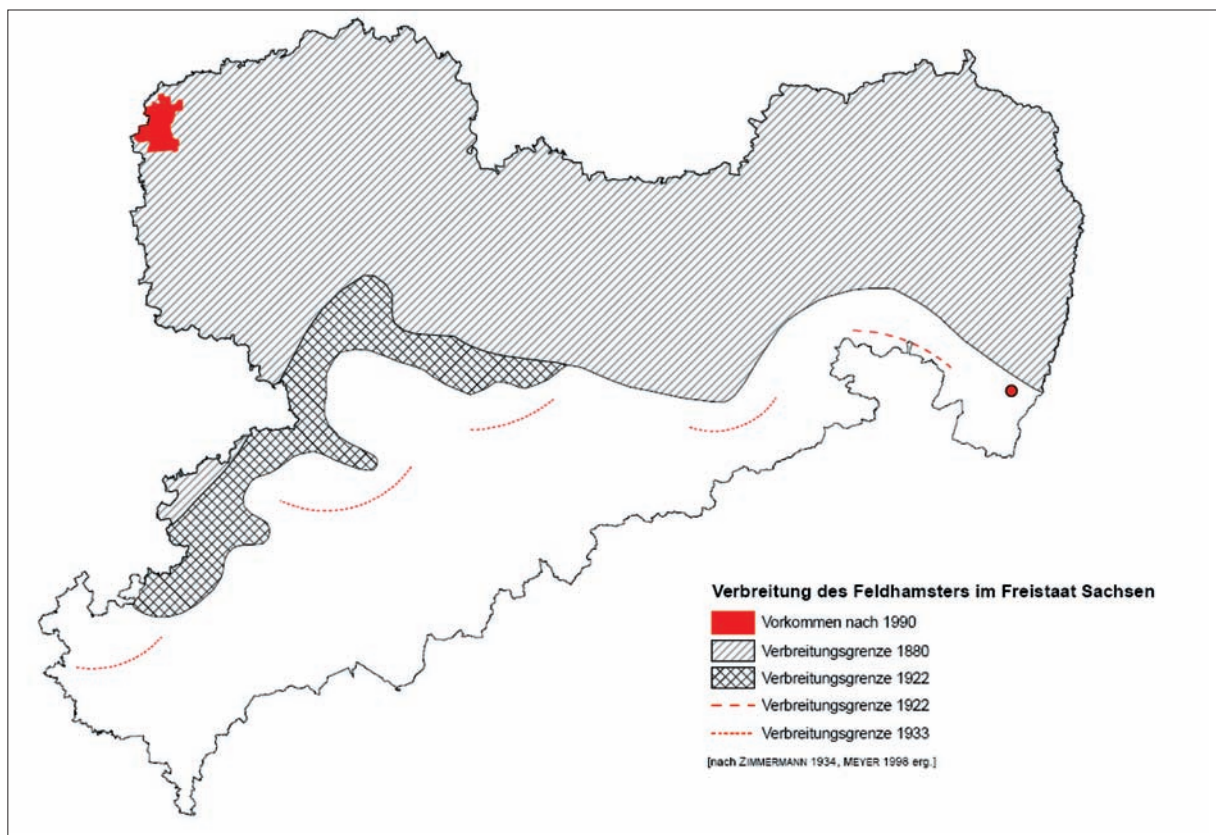 Verbreitung des Feldhamsters im Freistaat Sachsen
Vorkommen nach 1990
Verbreitungsgrenze 1880
Verbreitungsgrenze 1922
Verbreitungsgrenze 1922
Verbreitungsgrenze 1933
[nach ZIMMERMANN 1934, MEYER 1998 erg.]